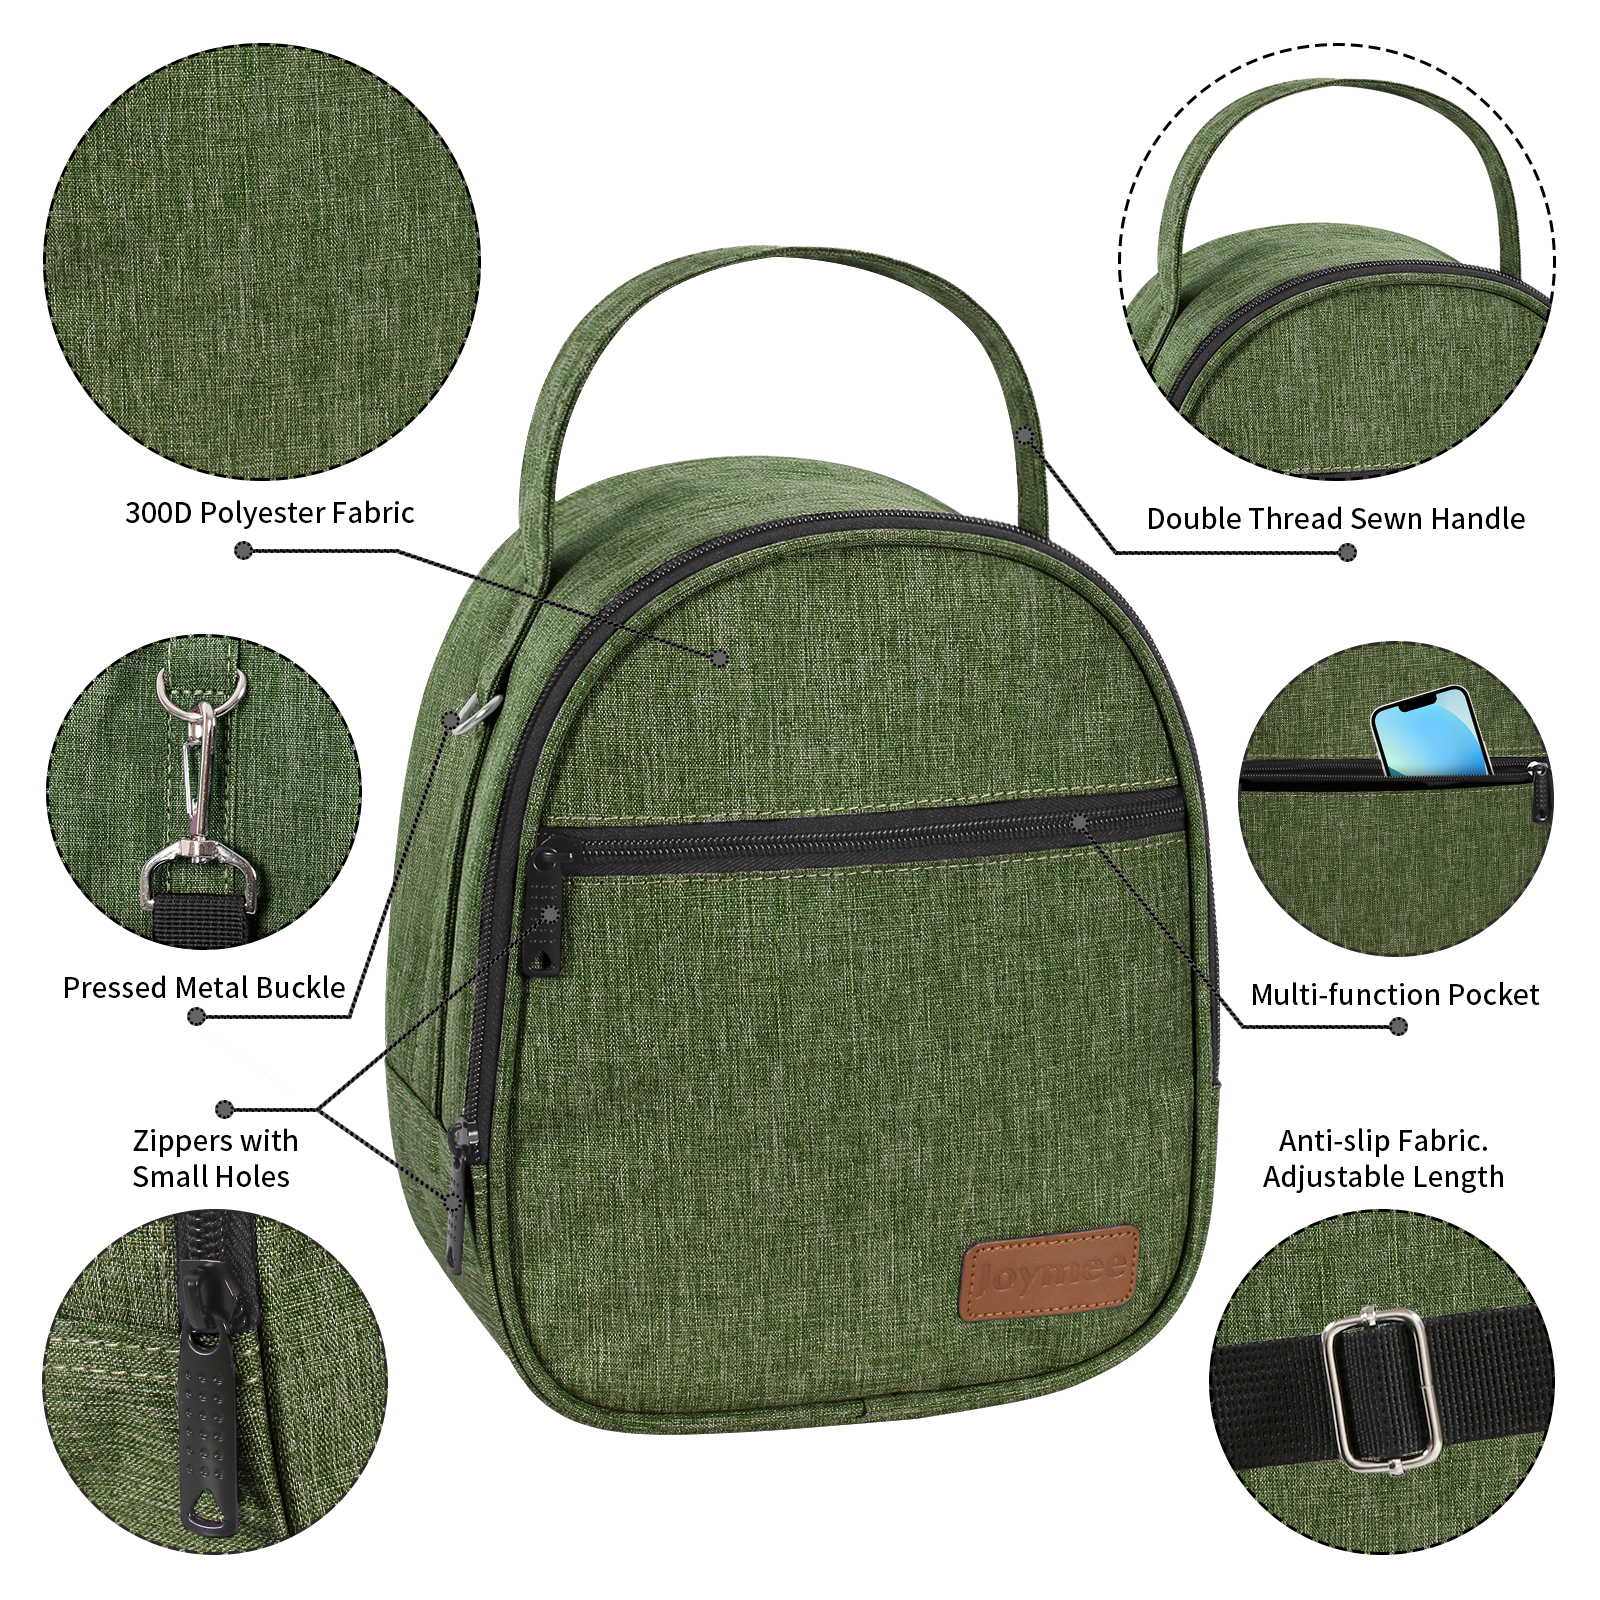 300D Polyester Fabric
Double Thread Sewn Handle
Pressed Metal Buckle
Multi-function Pocket
Zippers with
Small Holes
Anti-slip Fabric.
Adjustable Length
Joymee